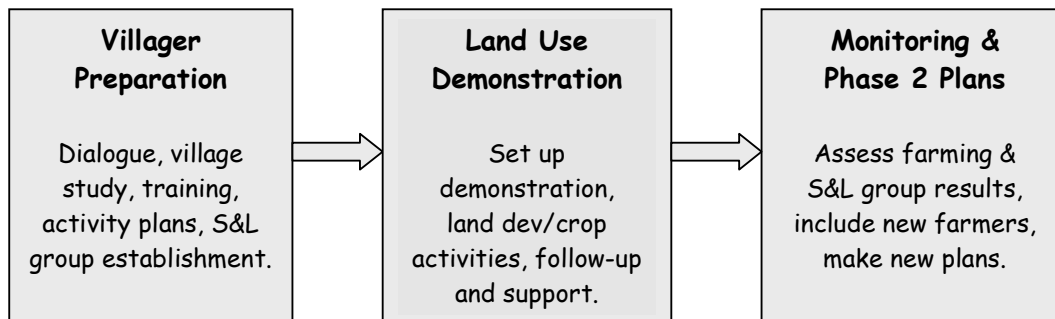 Villager
Preparation
Dialogue, village
study, training,
activity plans, S&L
group establishment.
Land Use
Demonstration
Set up
demonstration,
land dev/crop
activities, follow-up
and support.
Monitoring &
Phase 2 Plans
Assess farming &
S&L group results,
include new farmers,
make new plans.